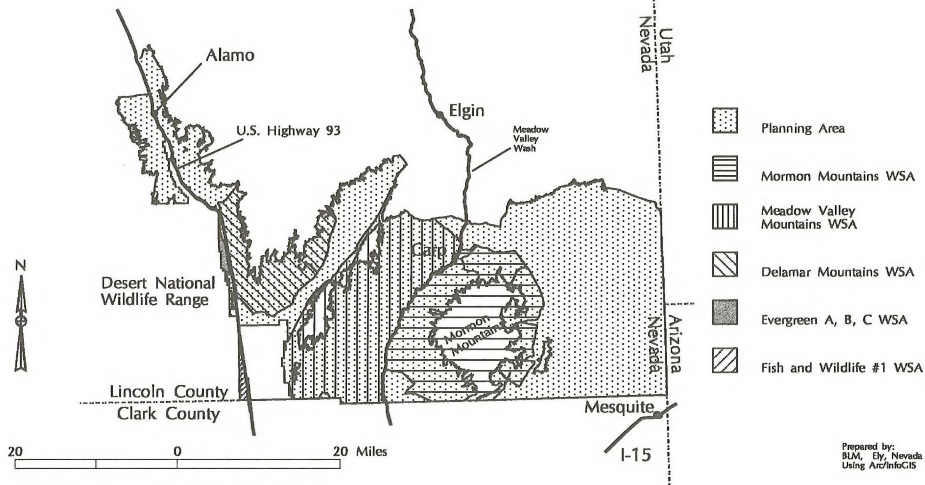 Alamo
U.S. Highway 93
Elgin
Meadow
Valley
Wash
Utah
Nevada
Carp
Desert National
Wildlife Range
N
Mormon
Mountains
Arizona
Nevada
Lincoln County
Clark County
Mesquite
I-15
20 0 20 Miles
Planning Area
Mormon Mountains WSA
Meadow Valley
Mountains WSA
Delamar Mountains WSA
Evergreen A, B, C WSA
Fish and Wildlife #1 WSA
Prepared by:
BLM, Ely, Nevada
Using Arc/InfoGIS